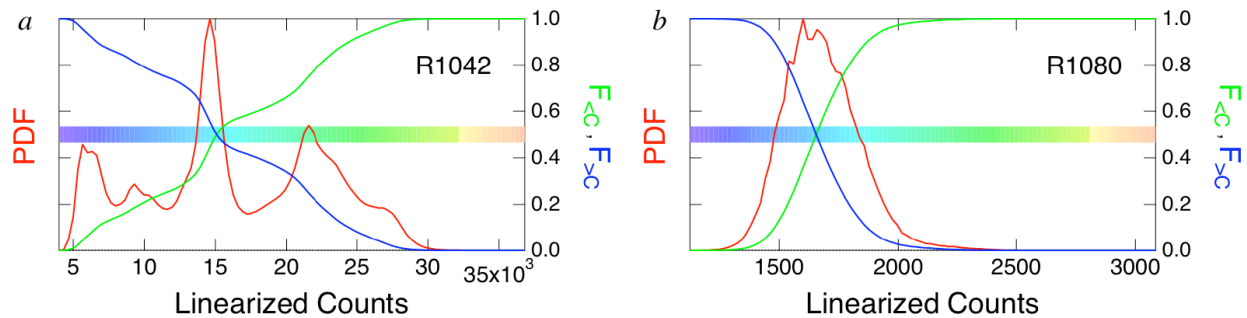 a
R1042
PDF
1.0
0.8
0.6
0.4
0.2
0.0
F<C, F>C
5 10 15 20 25 30 35x10³
Linearized Counts
b
R1080
PDF
1.0
0.8
0.6
0.4
0.2
0.0
F<C, F>C
1500 2000 2500 3000
Linearized Counts